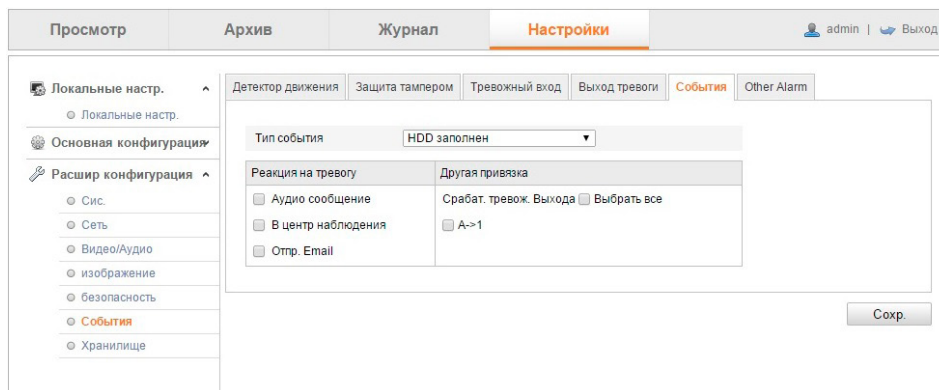 Просмотр Архив Журнал Настройки admin | Выход
Локальные настр.
Локальные настр.
Основная конфигурация
Расшир конфигурация
Сис.
Сеть
Видео/Аудио
изображение
безопасность
События
Хранилище
Детектор движения Защита тампером Тревожный вход Выход тревоги События Other Alarm
Тип события HDD заполнен
Реакция на тревогу Другая привязка
Аудио сообщение Срабат. тревож. Выхода Выбрать все
В центр наблюдения A->1
Отпр. Email
Сохр.